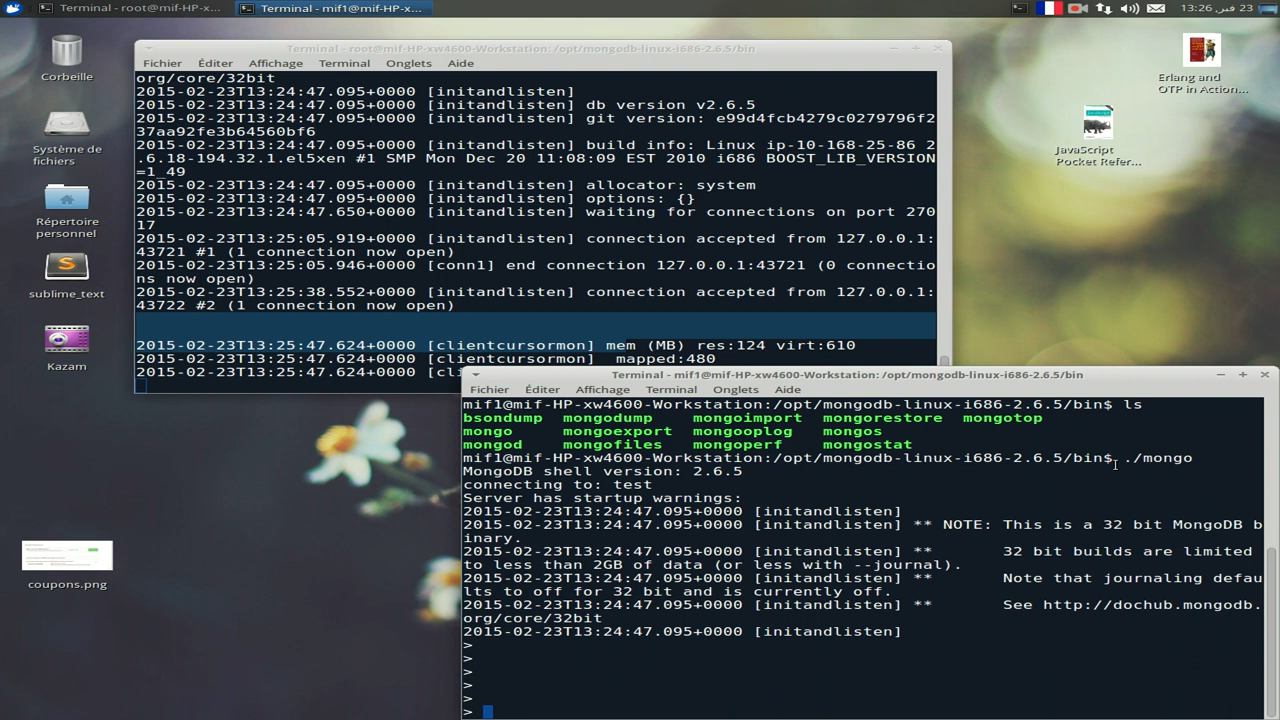 Terminal - root@mif-HP-x...
Terminal - mif1@mif-HP-x...
13:26 ,فبر 23
Corbeille
Système de
fichiers
Répertoire
personnel
sublime_text
Kazam
coupons.png
Erlang and
OTP in Action...
JavaScript
Pocket Refer...
Terminal - root@mif-HP-xw4600-Workstation: /opt/mongodb-linux-i686-2.6.5/bin
Fichier Éditer Affichage Terminal Onglets Aide
org/core/32bit
2015-02-23T13:24:47.095+0000 [initandlisten]
2015-02-23T13:24:47.095+0000 [initandlisten] db version v2.6.5
2015-02-23T13:24:47.095+0000 [initandlisten] git version: e99d4fcb4279c0279796f2
37aa92fe3b64560bf6
2015-02-23T13:24:47.095+0000 [initandlisten] build info: Linux ip-10-168-25-86 2
.6.18-194.32.1.el5xen #1 SMP Mon Dec 20 11:08:09 EST 2010 i686 BOOST_LIB_VERSION
=1_49
2015-02-23T13:24:47.095+0000 [initandlisten] allocator: system
2015-02-23T13:24:47.095+0000 [initandlisten] options: {}
2015-02-23T13:24:47.650+0000 [initandlisten] waiting for connections on port 270
17
2015-02-23T13:25:05.919+0000 [initandlisten] connection accepted from 127.0.0.1:
43721 #1 (1 connection now open)
2015-02-23T13:25:05.946+0000 [conn1] end connection 127.0.0.1:43721 (0 connectio
ns now open)
2015-02-23T13:25:38.552+0000 [initandlisten] connection accepted from 127.0.0.1:
43722 #2 (1 connection now open)
2015-02-23T13:25:47.624+0000 [clientcursormon] mem (MB) res:124 virt:610
2015-02-23T13:25:47.624+0000 [clientcursormon]  mapped:480
2015-02-23T13:25:47.624+0000 [cli
Terminal - mif1@mif-HP-xw4600-Workstation: /opt/mongodb-linux-i686-2.6.5/bin
Fichier Éditer Affichage Terminal Onglets Aide
mif1@mif-HP-xw4600-Workstation:/opt/mongodb-linux-i686-2.6.5/bin$ ls
bsondump  mongodump  mongoimport  mongorestore  mongotop
mongo  mongoexport  mongooplog  mongos
mongod  mongofiles  mongoperf  mongostat
mif1@mif-HP-xw4600-Workstation:/opt/mongodb-linux-i686-2.6.5/bin$ ./mongo
MongoDB shell version: 2.6.5
connecting to: test
Server has startup warnings:
2015-02-23T13:24:47.095+0000 [initandlisten]
2015-02-23T13:24:47.095+0000 [initandlisten] ** NOTE: This is a 32 bit MongoDB b
inary.
2015-02-23T13:24:47.095+0000 [initandlisten] **       32 bit builds are limited
to less than 2GB of data (or less with --journal).
2015-02-23T13:24:47.095+0000 [initandlisten] **       Note that journaling defau
lts to off for 32 bit and is currently off.
2015-02-23T13:24:47.095+0000 [initandlisten] **       See http://dochub.mongodb.
org/core/32bit
2015-02-23T13:24:47.095+0000 [initandlisten]
>
>
>
>
>
>